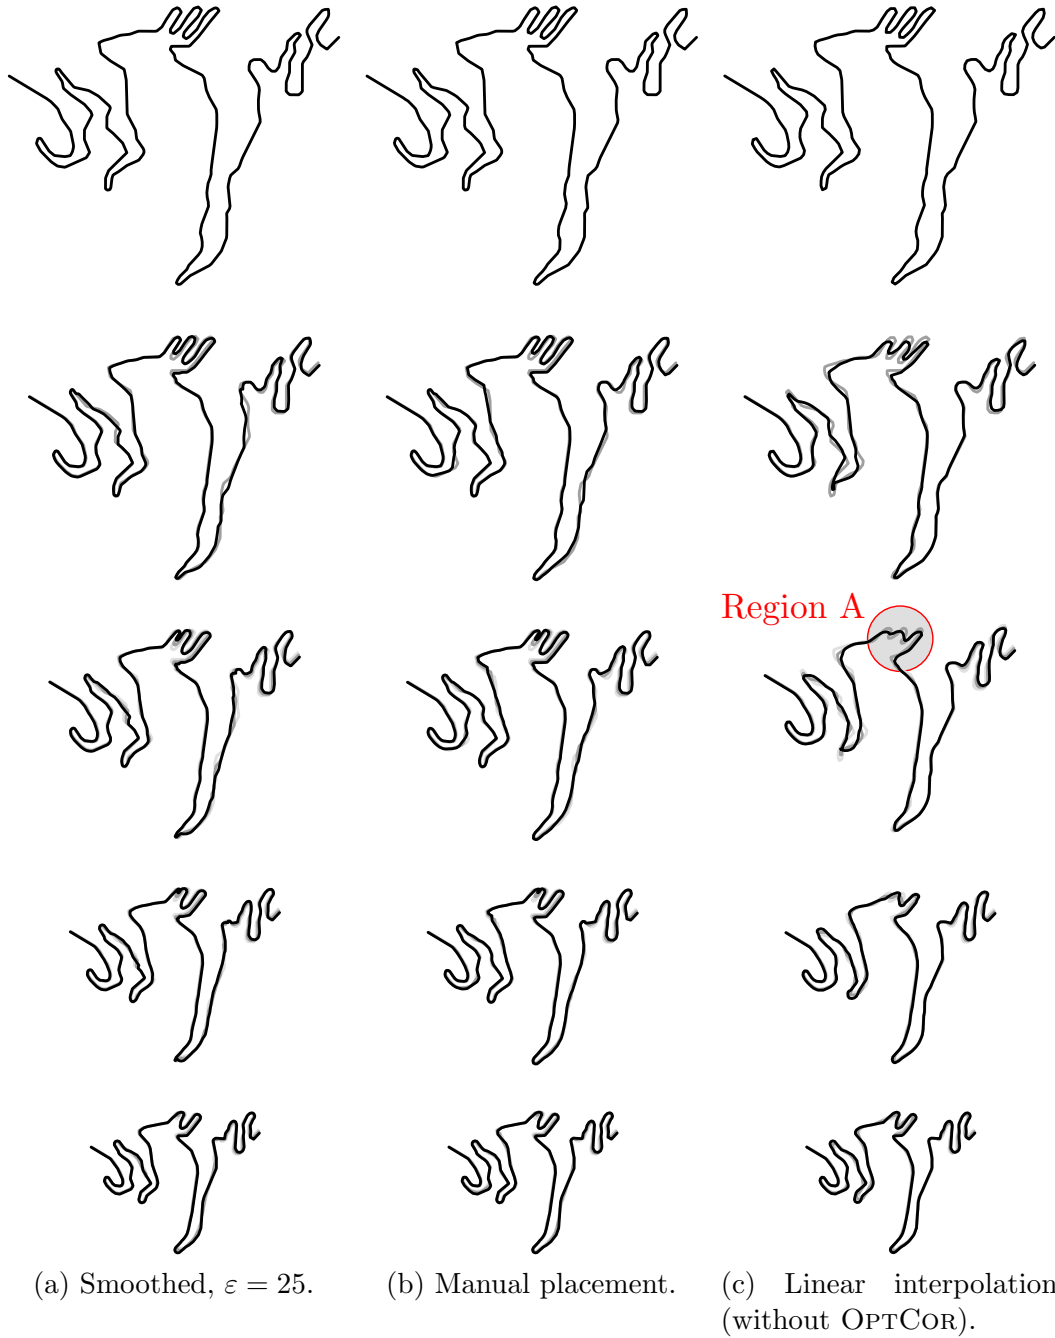 Region A
(a) Smoothed, ε = 25.
(b) Manual placement.
(c) Linear interpolation
(without OPTCOR).